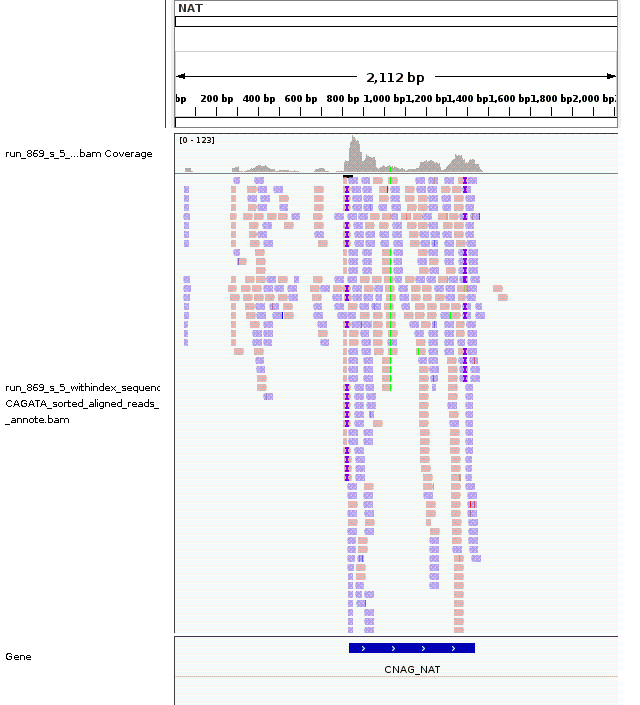 NAT
2,112 bp
bp 200 bp 400 bp 600 bp 800 bp 1,000 bp 1,200 bp 1,400 bp 1,600 bp 1,800 bp 2,000 bp
[0 - 123]
run_869_s_5_...bam Coverage
run_869_s_5_withindex_sequenc
CAGATA_sorted_aligned_reads_
_annote.bam
Gene
CNAG_NAT